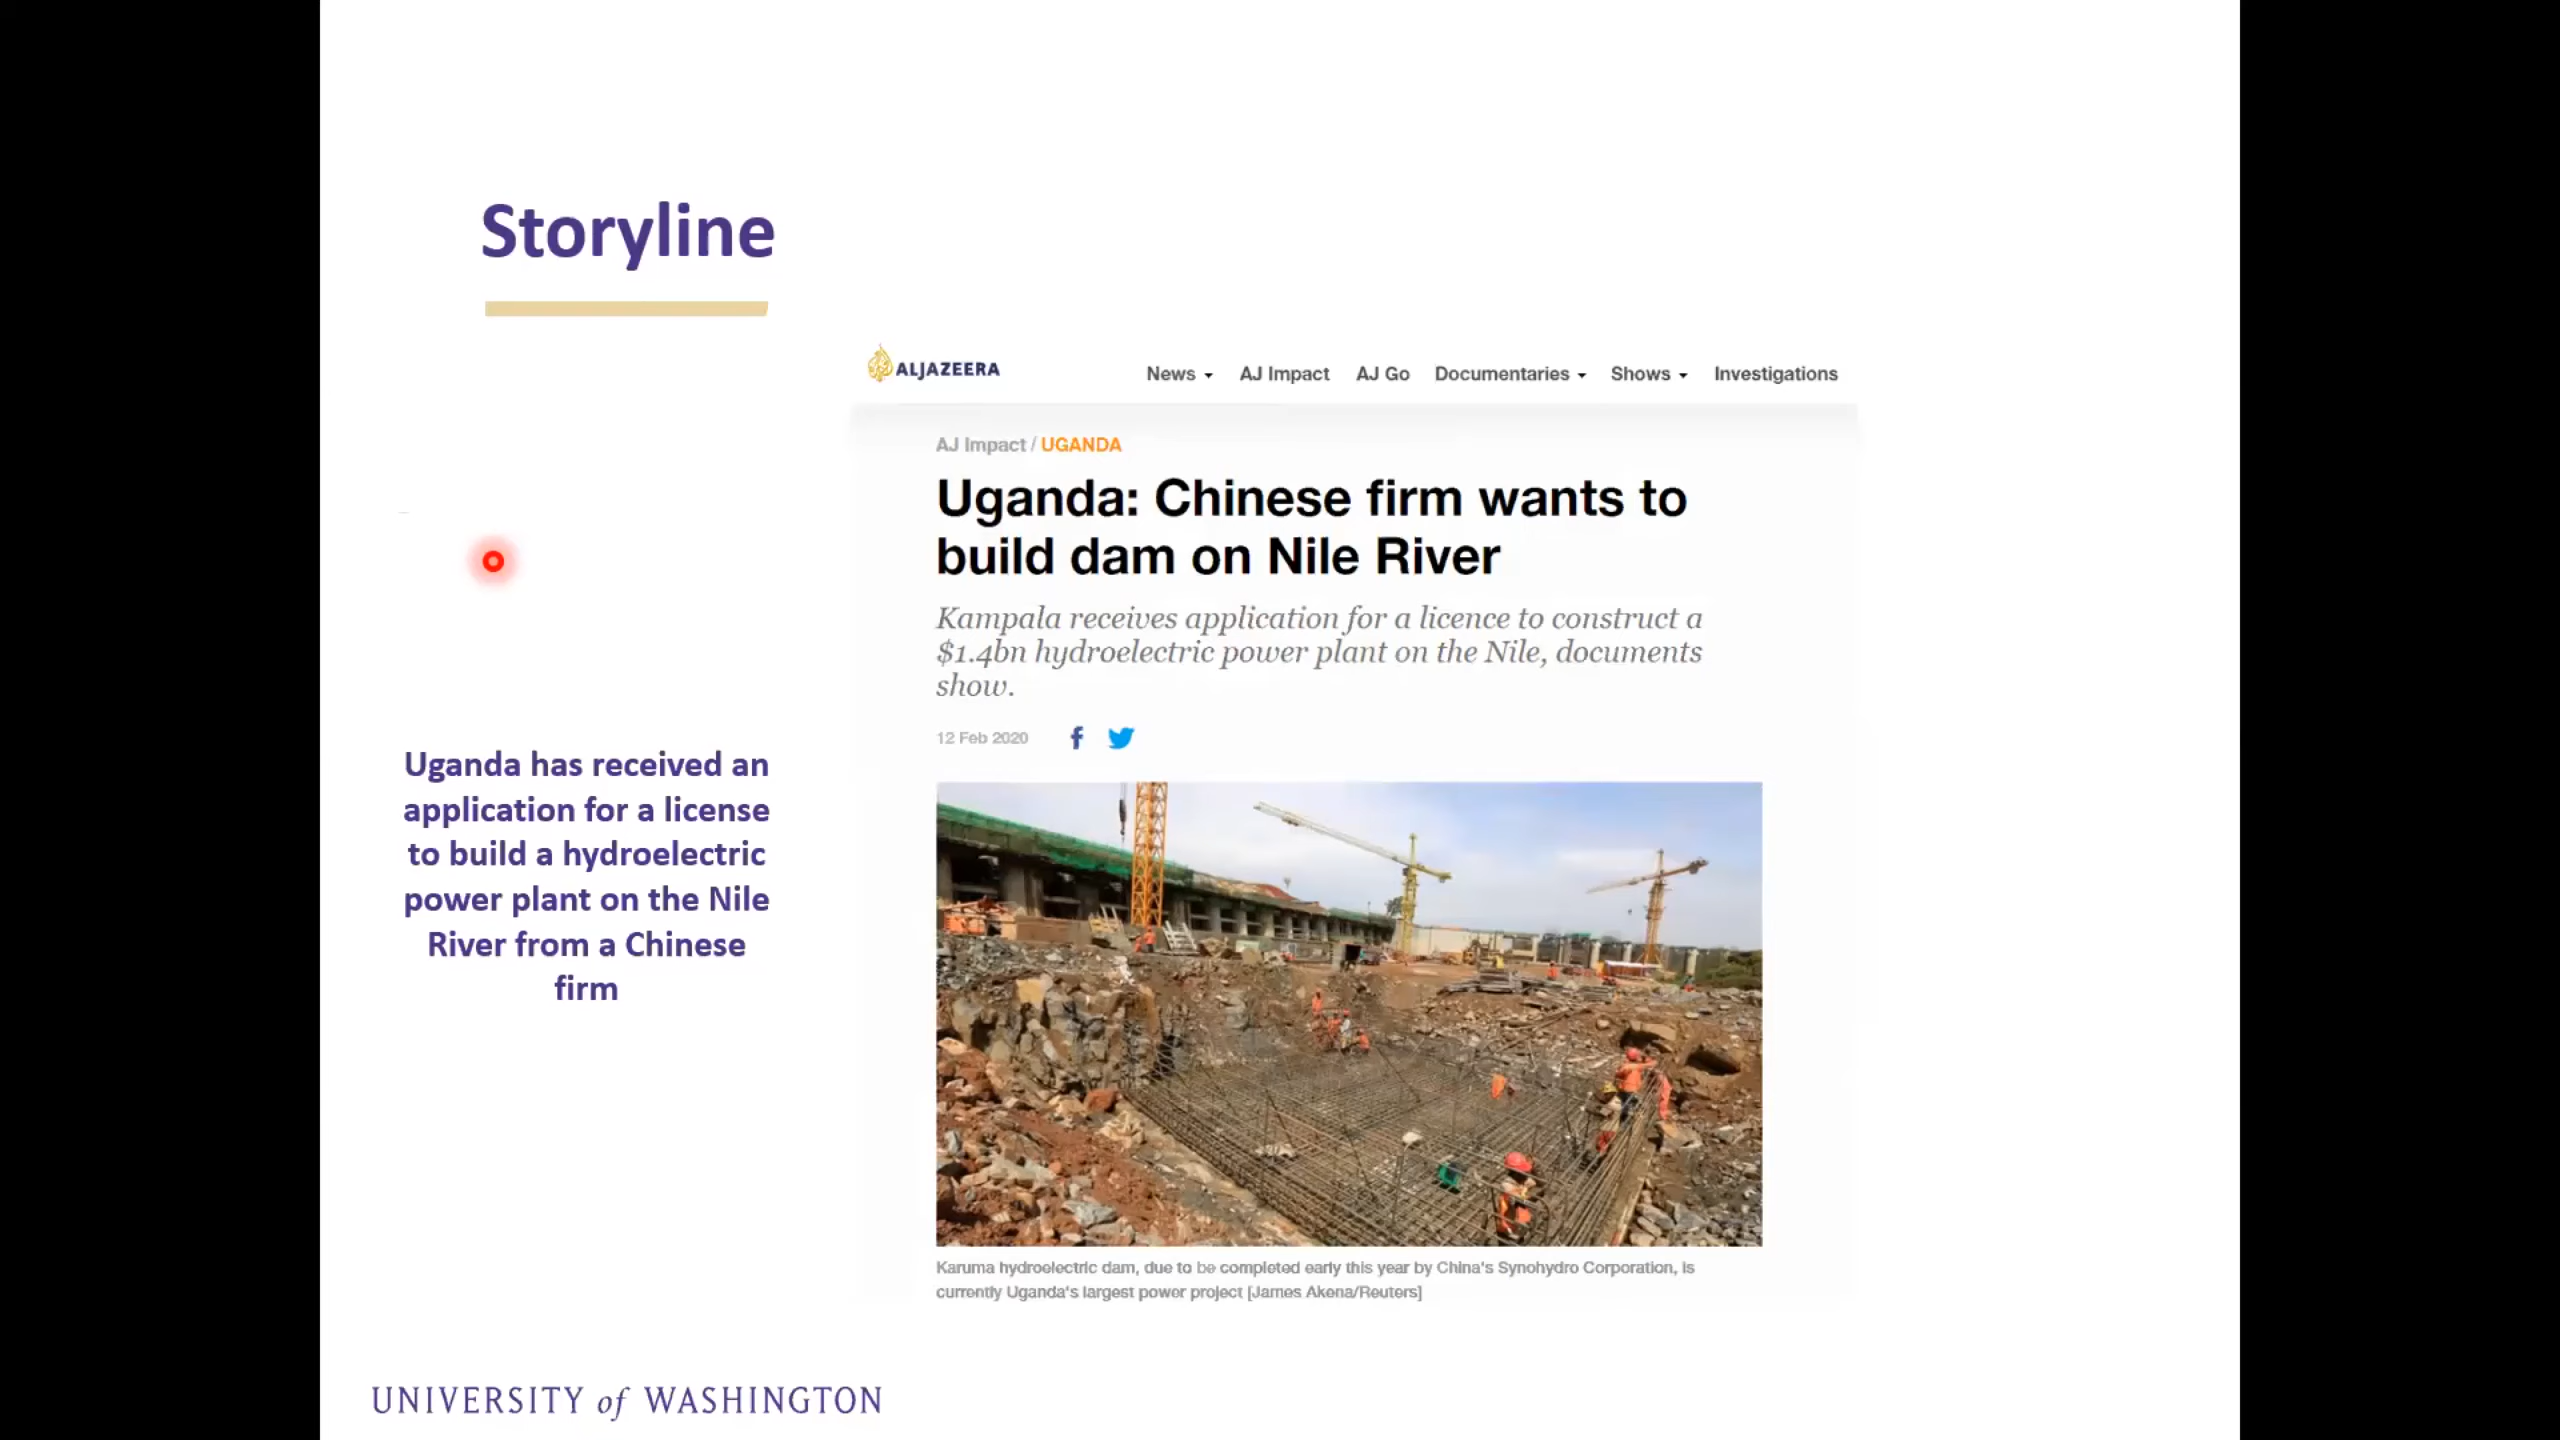 Storyline
ALJAZEERA
News AJ Impact AJ Go Documentaries Shows Investigations
AJ Impact / UGANDA
Uganda: Chinese firm wants to
build dam on Nile River
Kampala receives application for a licence to construct a
$1.4bn hydroelectric power plant on the Nile, documents
show.
12 Feb 2020
Uganda has received an
application for a license
to build a hydroelectric
power plant on the Nile
River from a Chinese
firm
Karuma hydroelectric dam, due to be completed early this year by China's Synohydro Corporation, is
currently Uganda's largest power project [James Akena/Reuters]
UNIVERSITY of WASHINGTON